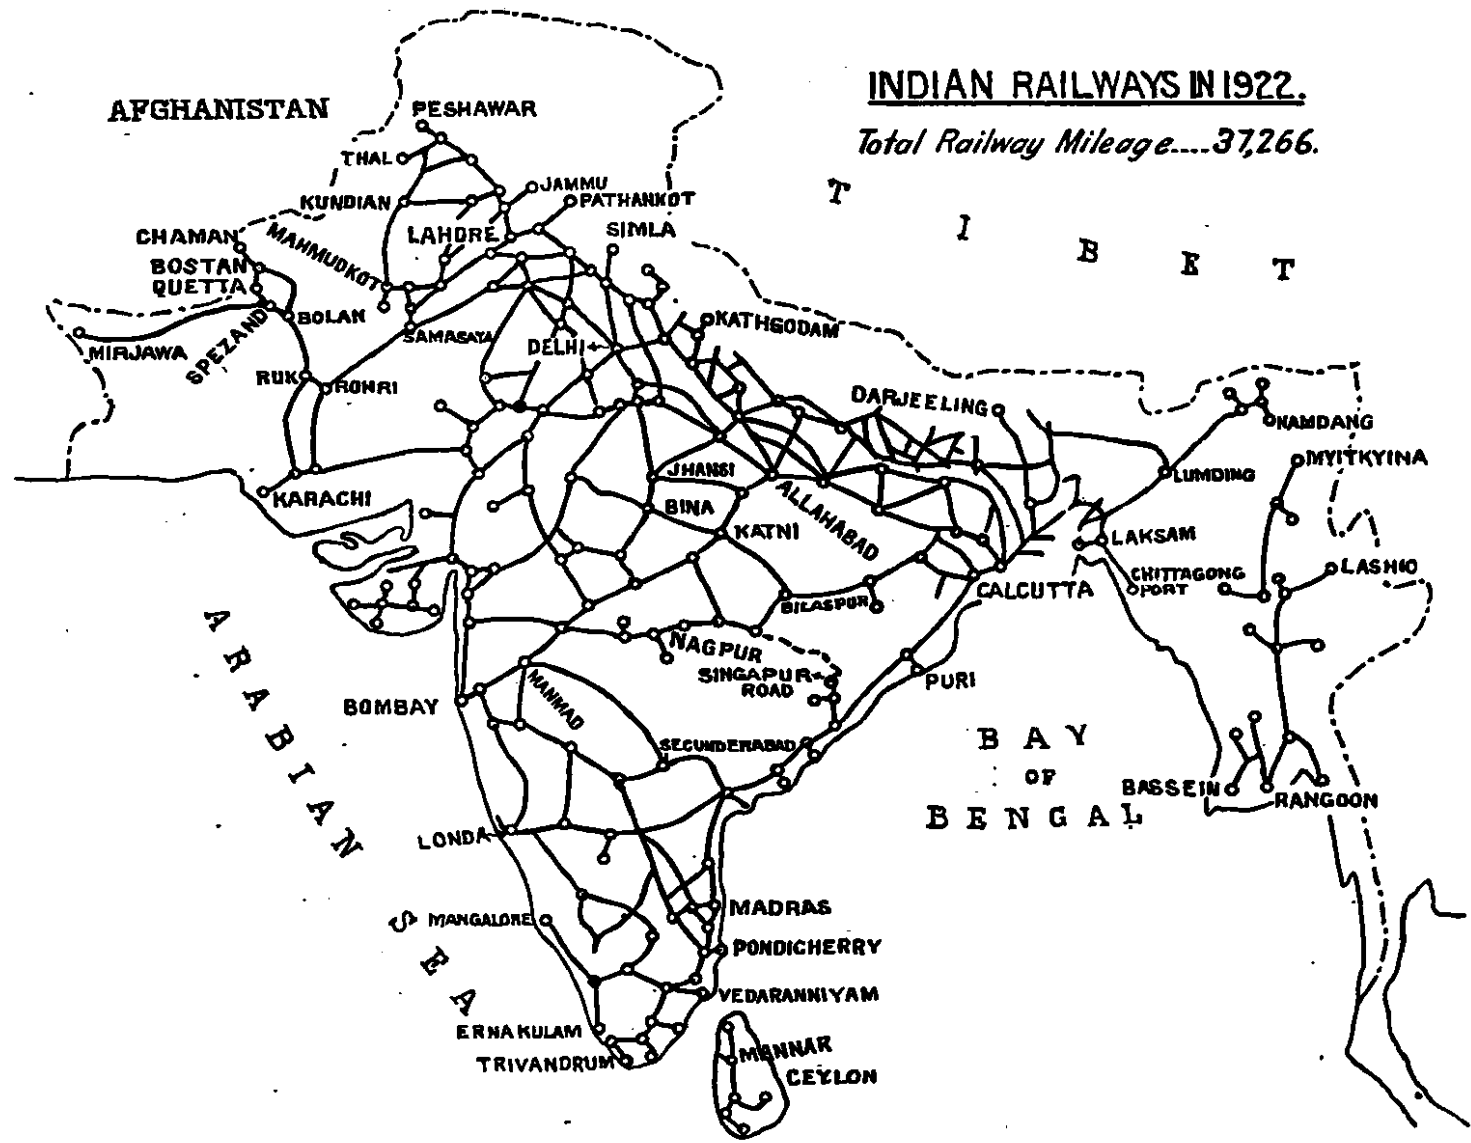 INDIAN RAILWAYS IN 1922.
Total Railway Mileage....37,266.
AFGHANISTAN
TIBET
PESHAWAR
THAL
KUNDIAN
JAMMU
PATHANKOT
LAHORE
SIMLA
CHAMAN
MAHMUDKOT
BOSTAN
QUETTA
BOLAN
SPEZAND
MIRJAWA
SAMASATA
DELHI
KATHGODAM
RUK
ROHRI
DARJEELING
NAMDANG
MYITKYINA
LUMDING
KARACHI
JHANSI
BINA
ALLAHABAD
KATNI
LAKSAM
CHITTAGONG
PORT
LASHIO
CALCUTTA
BILASPUR
NAGPUR
SINGAPUR
ROAD
PURI
MANMAD
BOMBAY
SECUNDERABAD
ARABIAN
SEA
BAY
OF
BENGAL
BASSEIN
RANGOON
LONDA
MADRAS
MANGALORE
PONDICHERRY
VEDARANNIYAM
ERNAKULAM
TRIVANDRUM
MANNAR
CEYLON